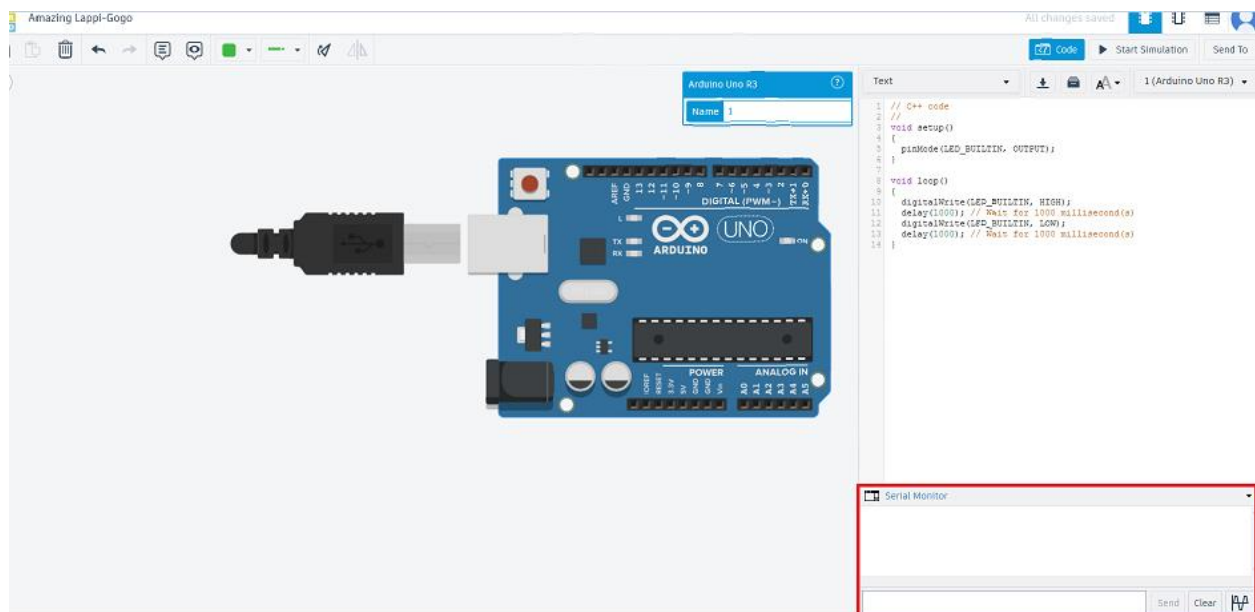 Amazing Lappi-Gogo
All changes saved
Code
Start Simulation
Send To
Arduino Uno R3
Name 1
Text
1 (Arduino Uno R3)
1 // C++ code
2 //
3 void setup()
4 {
5 pinMode(LED_BUILTIN, OUTPUT);
6 }
7
8 void loop()
9 {
10 digitalWrite(LED_BUILTIN, HIGH);
11 delay(1000); // Wait for 1000 millisecond(s)
12 digitalWrite(LED_BUILTIN, LOW);
13 delay(1000); // Wait for 1000 millisecond(s)
14 }
AREF
GND
13
12
~11
~10
~9
8
7
~6
~5
4
~3
2
TX→1
RX←0
DIGITAL (PWM~)
L
TX
RX
UNO
ON
ARDUINO
POWER
ANALOG IN
IOREF
RESET
3.3V
5V
GND
GND
Vin
A0
A1
A2
A3
A4
A5
Serial Monitor
Send
Clear